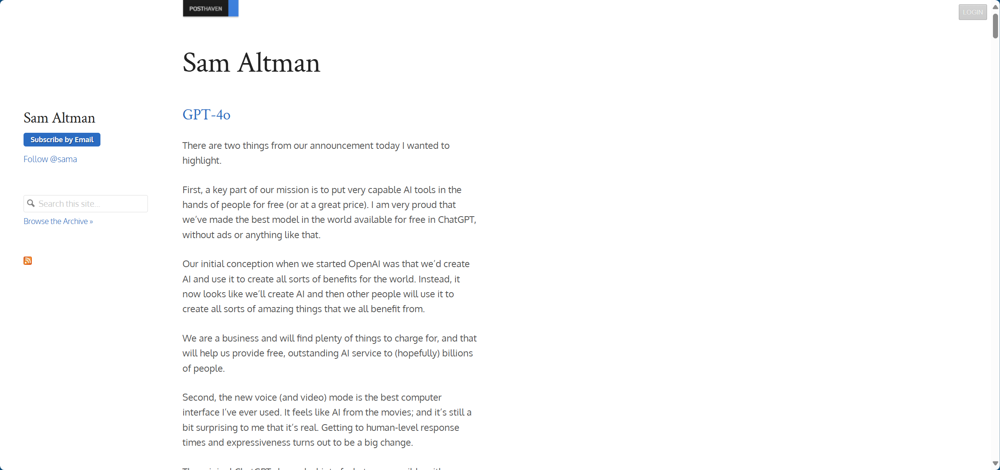 POSTHAVEN
LOGIN
Sam Altman
Sam Altman
Subscribe by Email
Follow @sama
Search this site...
Browse the Archive »
GPT-4o
There are two things from our announcement today I wanted to
highlight.
First, a key part of our mission is to put very capable AI tools in the
hands of people for free (or at a great price). I am very proud that
we’ve made the best model in the world available for free in ChatGPT,
without ads or anything like that.
Our initial conception when we started OpenAI was that we’d create
AI and use it to create all sorts of benefits for the world. Instead, it
now looks like we’ll create AI and then other people will use it to
create all sorts of amazing things that we all benefit from.
We are a business and will find plenty of things to charge for, and that
will help us provide free, outstanding AI service to (hopefully) billions
of people.
Second, the new voice (and video) mode is the best computer
interface I’ve ever used. It feels like AI from the movies; and it’s still a
bit surprising to me that it’s real. Getting to human-level response
times and expressiveness turns out to be a big change.